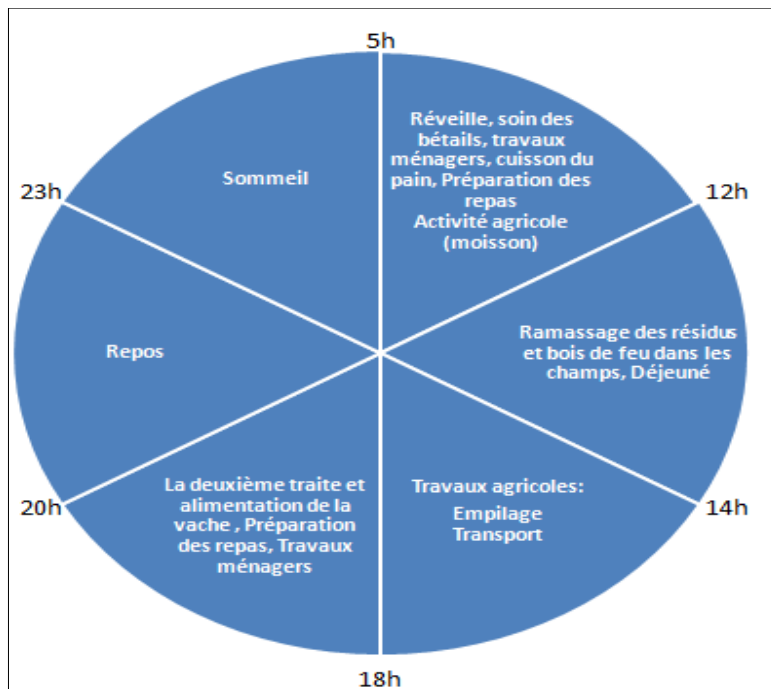 5h
Réveille, soin des
bétails, travaux
ménagers, cuisson du
pain, Préparation des
repas
Activité agricole
(moisson)
12h
Ramassage des résidus
et bois de feu dans les
champs, Déjeuné
14h
Travaux agricoles:
Empilage
Transport
18h
La deuxième traite et
alimentation de la
vache , Préparation
des repas, Travaux
ménagers
20h
Repos
23h
Sommeil